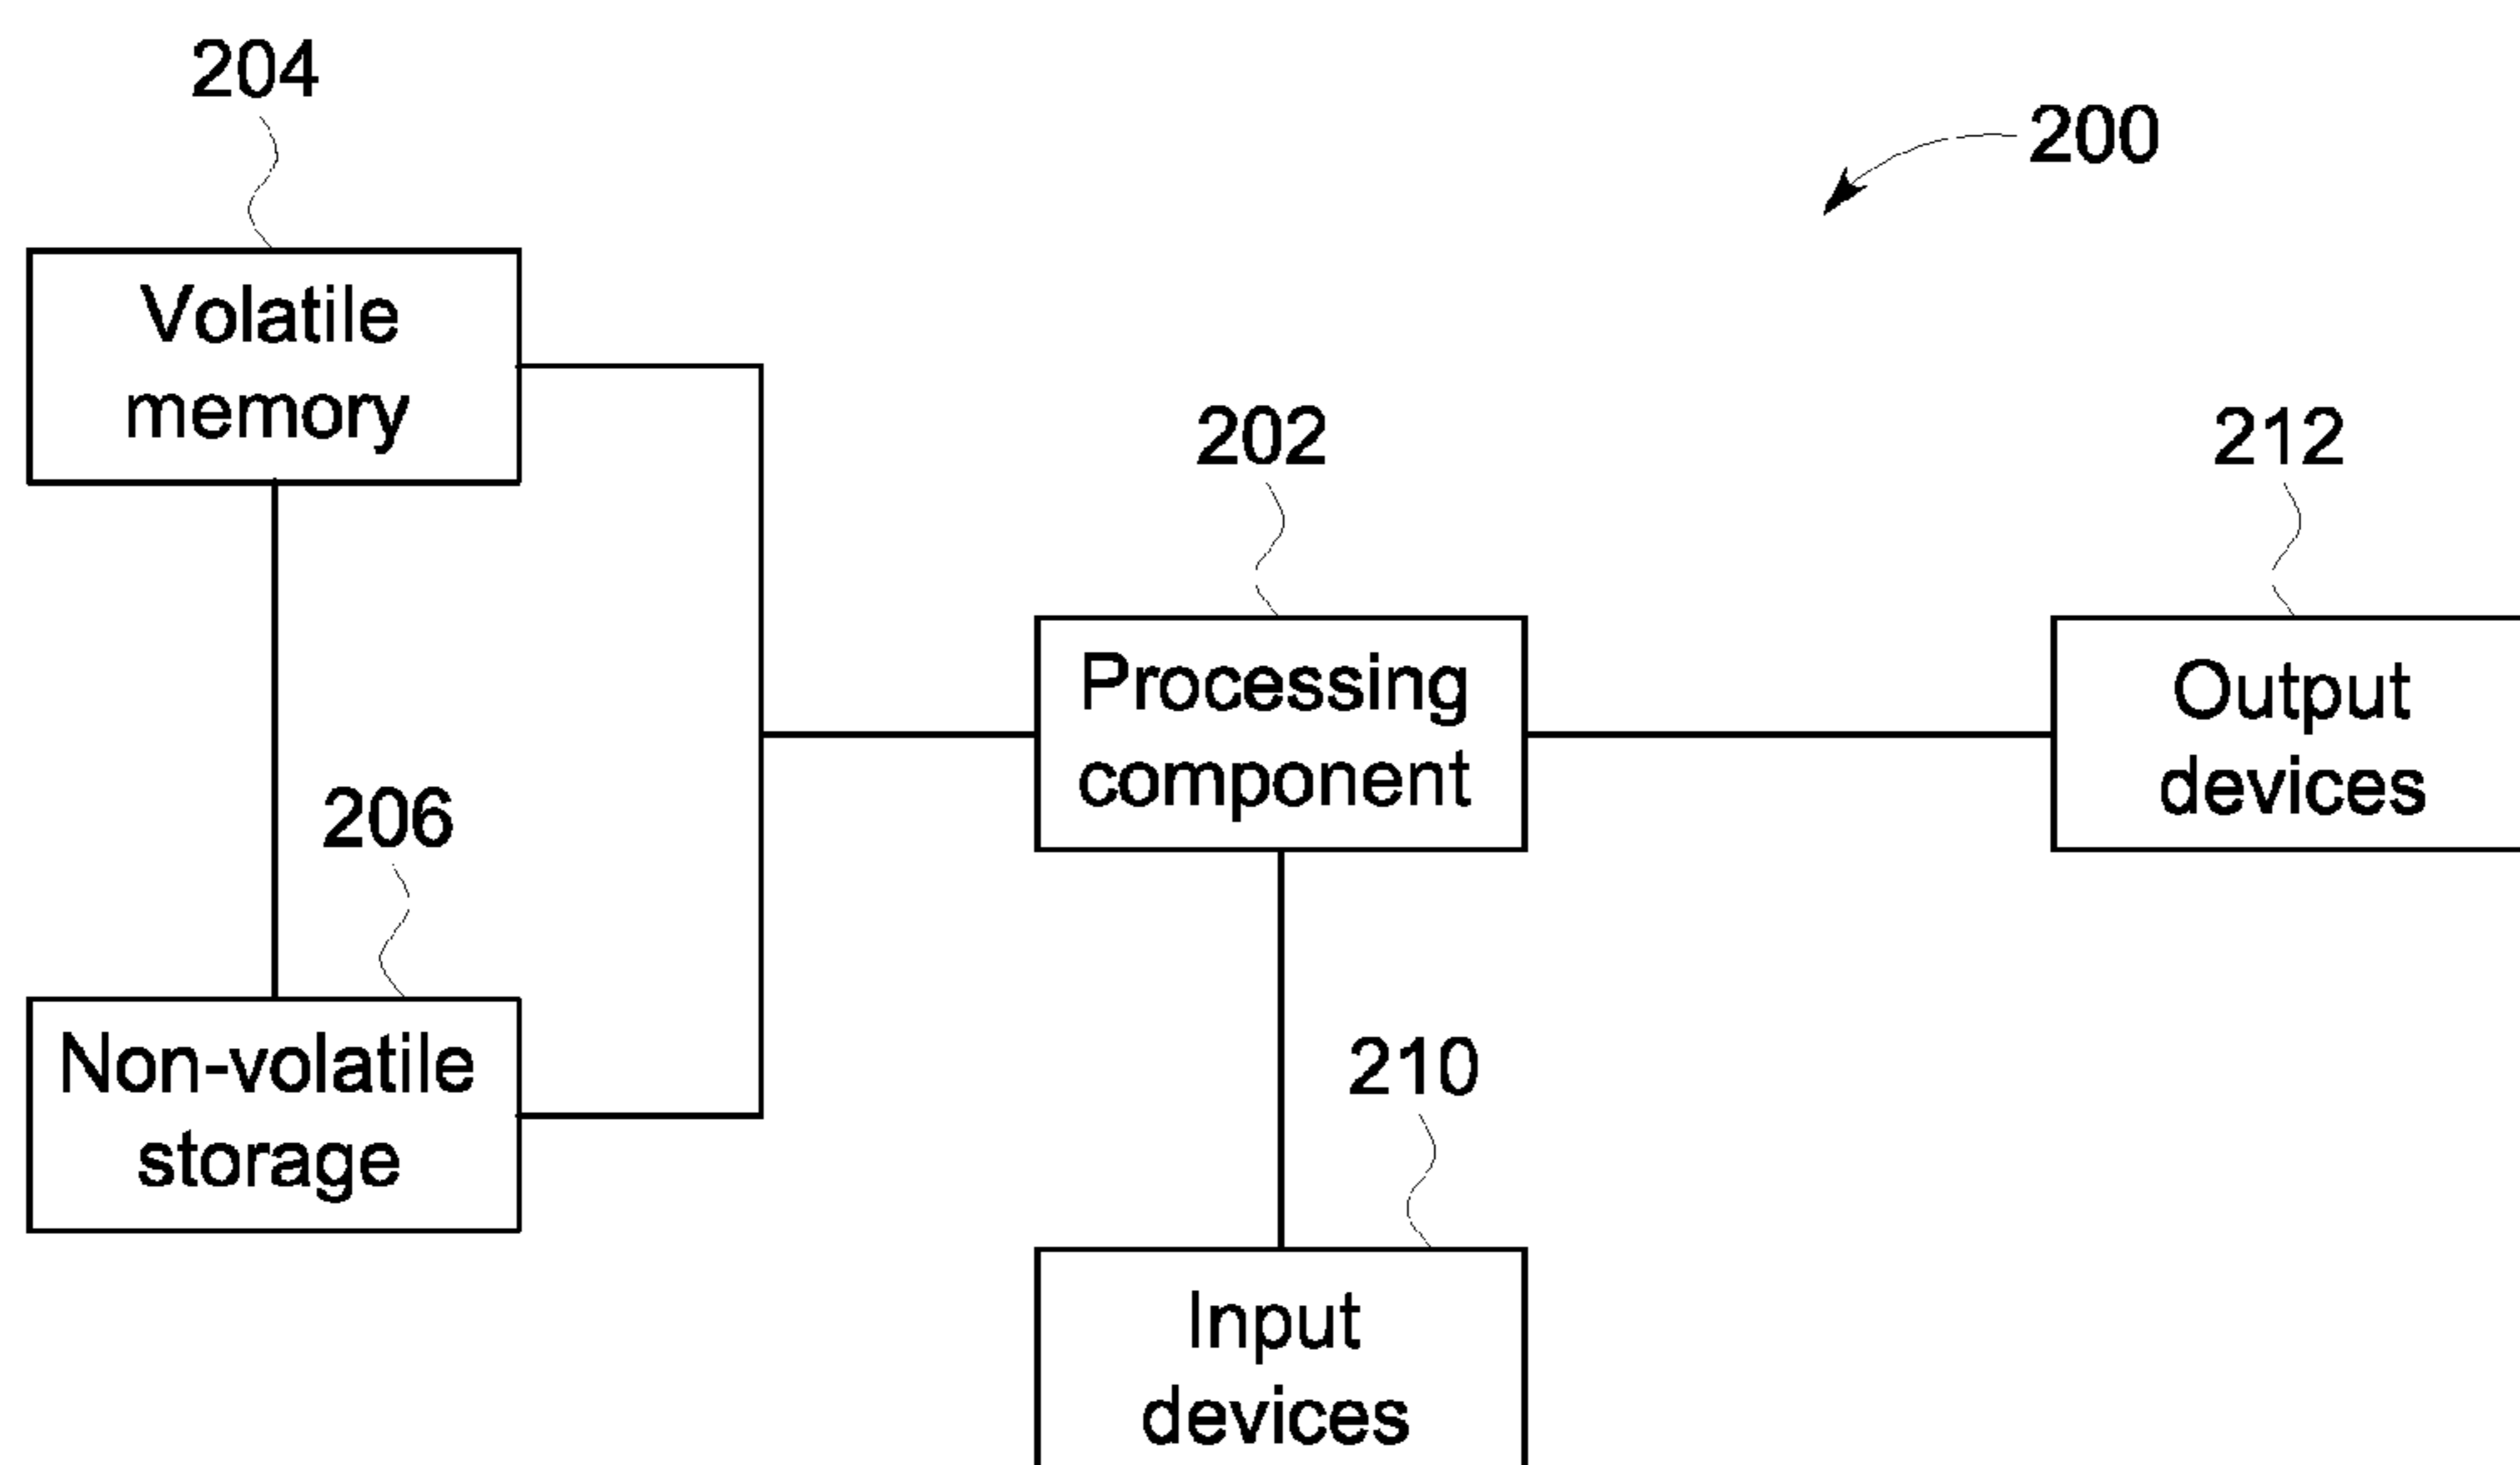 204
200
Volatile
memory
202
212
Processing
component
Output
devices
206
Non-volatile
storage
210
Input
devices